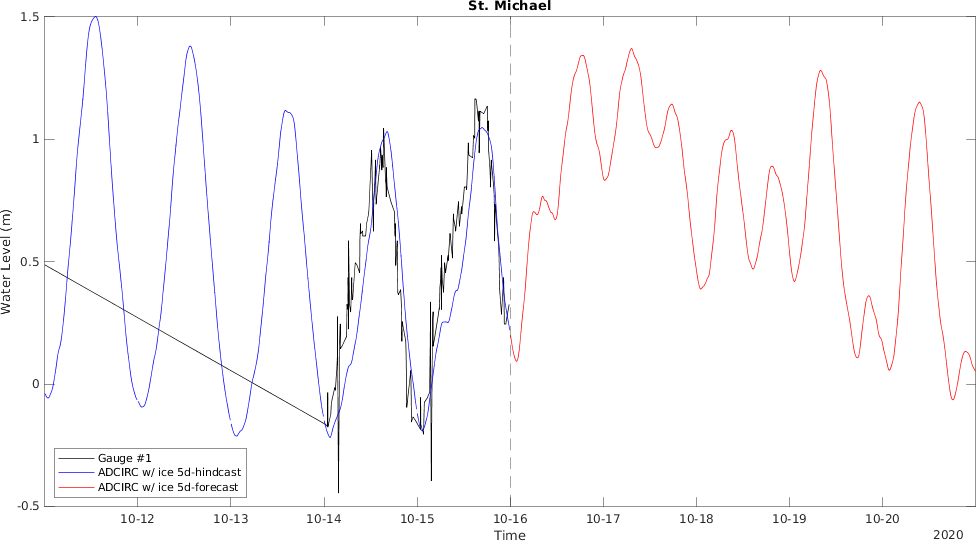 St. Michael
Water Level (m)
1.5
1
0.5
0
-0.5
Gauge #1
ADCIRC w/ ice 5d-hindcast
ADCIRC w/ ice 5d-forecast
10-12 10-13 10-14 10-15 10-16 10-17 10-18 10-19 10-20
Time
2020